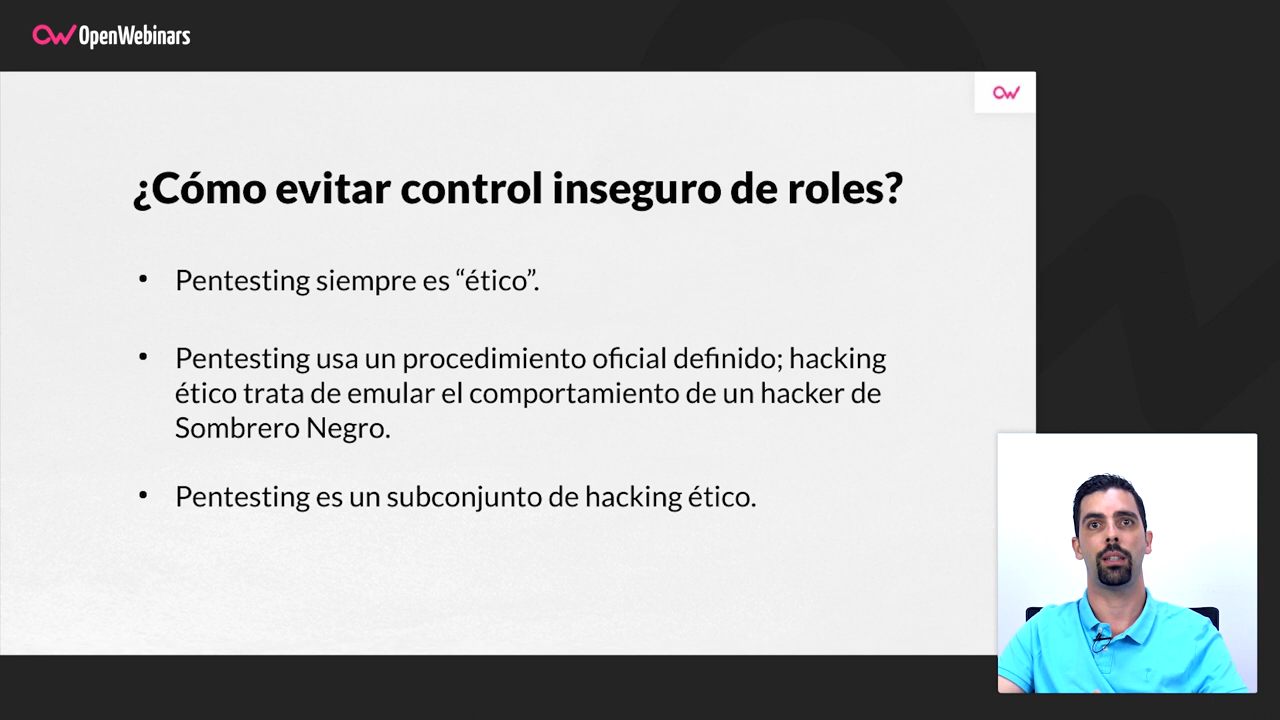 OpenWebinars
¿Cómo evitar control inseguro de roles?
• Pentesting siempre es “ético”.
• Pentesting usa un procedimiento oficial definido; hacking
ético trata de emular el comportamiento de un hacker de
Sombrero Negro.
• Pentesting es un subconjunto de hacking ético.